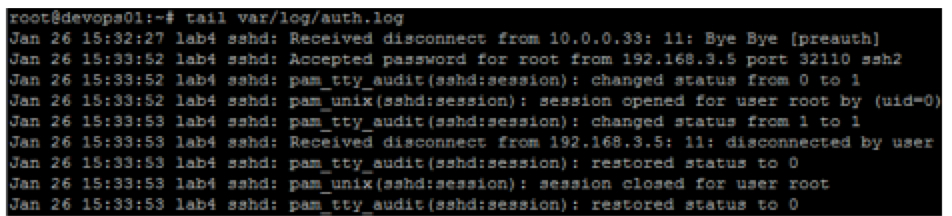 root@devops01:~# tail var/log/auth.log
Jan 26 15:32:27 lab4 sshd: Received disconnect from 10.0.0.33: 11: Bye Bye [preauth]
Jan 26 15:33:52 lab4 sshd: Accepted password for root from 192.168.3.5 port 32110 ssh2
Jan 26 15:33:52 lab4 sshd: pam_tty_audit(sshd:session): changed status from 0 to 1
Jan 26 15:33:52 lab4 sshd: pam_unix(sshd:session): session opened for user root by (uid=0)
Jan 26 15:33:53 lab4 sshd: pam_tty_audit(sshd:session): changed status from 1 to 1
Jan 26 15:33:53 lab4 sshd: Received disconnect from 192.168.3.5: 11: disconnected by user
Jan 26 15:33:53 lab4 sshd: pam_tty_audit(sshd:session): restored status to 0
Jan 26 15:33:53 lab4 sshd: pam_unix(sshd:session): session closed for user root
Jan 26 15:33:53 lab4 sshd: pam_tty_audit(sshd:session): restored status to 0